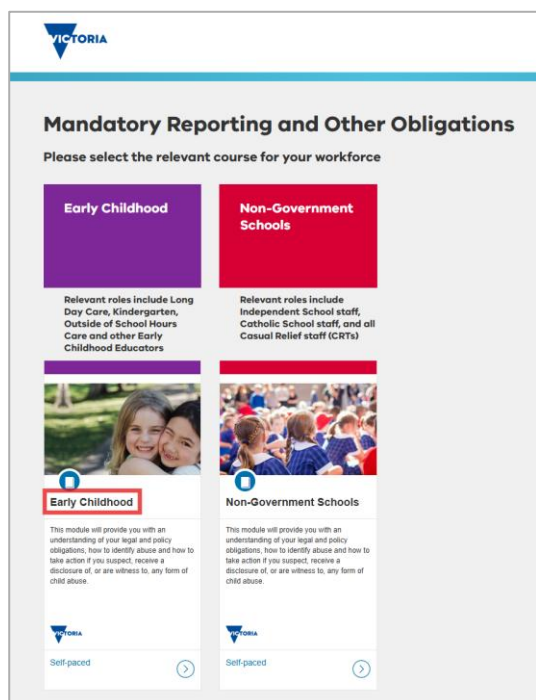 VICTORIA
Mandatory Reporting and Other Obligations
Please select the relevant course for your workforce
Early Childhood
Relevant roles include Long
Day Care, Kindergarten,
Outside of School Hours
Care and other Early
Childhood Educators
Early Childhood
This module will provide you with an
understanding of your legal and policy
obligations, how to identify abuse and how to
take action if you suspect, receive a
disclosure of, or are witness to, any form of
child abuse.
VICTORIA
Self-paced
Non-Government
Schools
Relevant roles include
Independent School staff,
Catholic School staff, and all
Casual Relief staff (CRTs)
Non-Government Schools
This module will provide you with an
understanding of your legal and policy
obligations, how to identify abuse and how to
take action if you suspect, receive a
disclosure of, or are witness to, any form of
child abuse.
VICTORIA
Self-paced